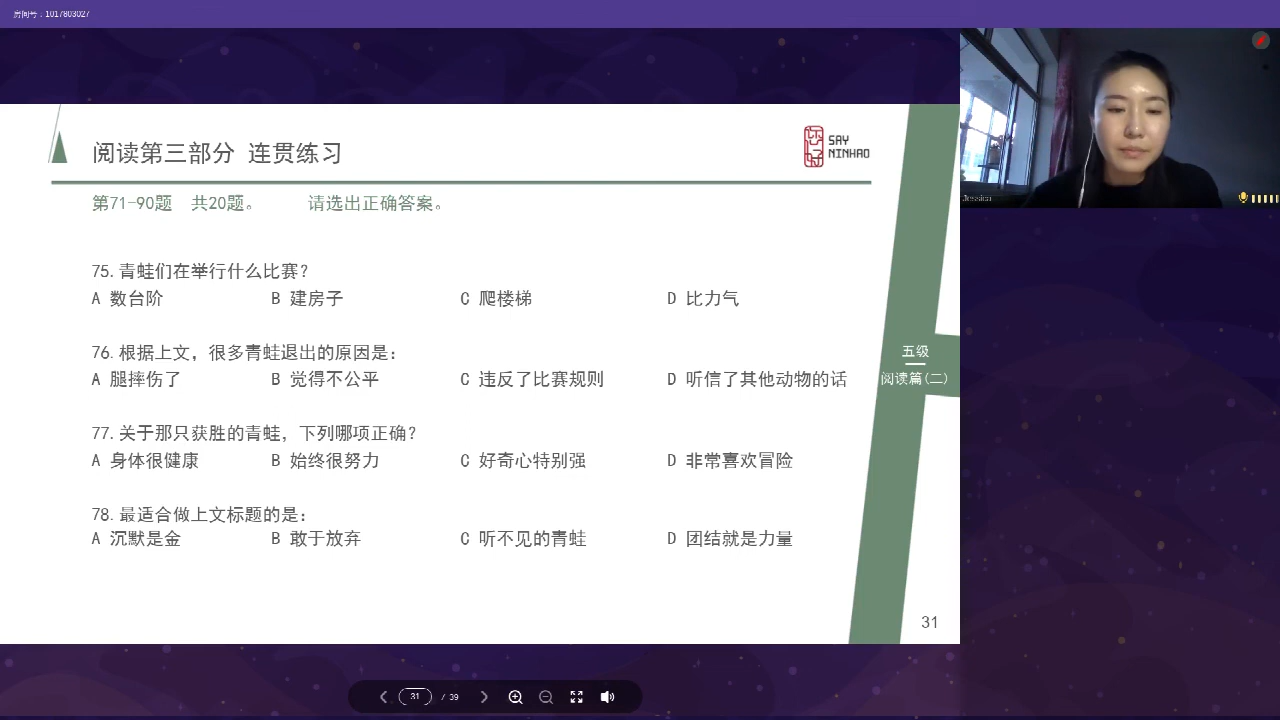 房间号：1017803027
阅读第三部分 连贯练习
SAY
NINHAO
第71-90题 共20题。 请选出正确答案。
75. 青蛙们在举行什么比赛?
A 数台阶 B 建房子 C 爬楼梯 D 比力气
76. 根据上文，很多青蛙退出的原因是：
A 腿摔伤了 B 觉得不公平 C 违反了比赛规则 D 听信了其他动物的话
77. 关于那只获胜的青蛙，下列哪项正确?
A 身体很健康 B 始终很努力 C 好奇心特别强 D 非常喜欢冒险
78. 最适合做上文标题的是：
A 沉默是金 B 敢于放弃 C 听不见的青蛙 D 团结就是力量
五级
阅读篇(二)
31
Jessica
31 / 39